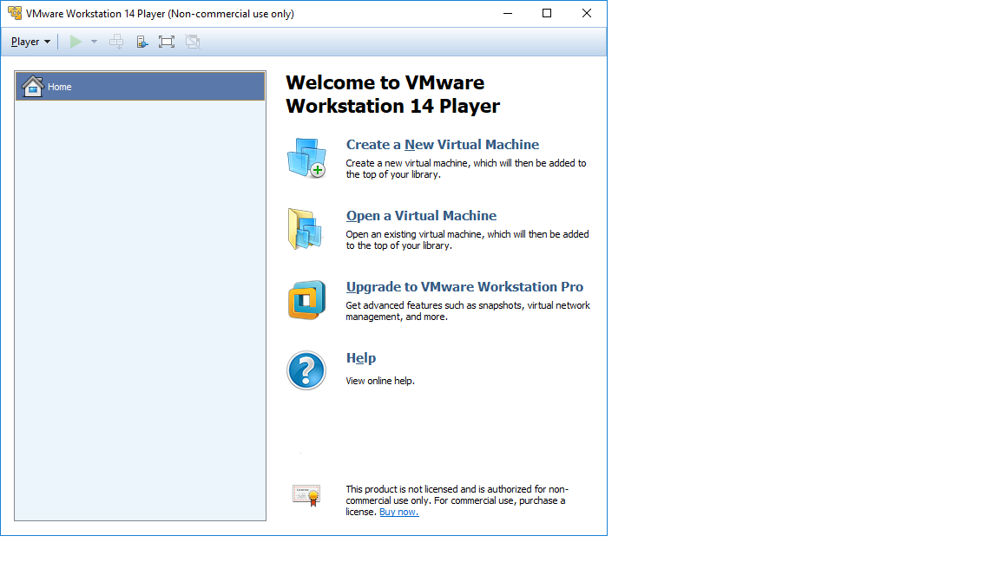 VMware Workstation 14 Player (Non-commercial use only)
Player
Home
Welcome to VMware
Workstation 14 Player
Create a New Virtual Machine
Create a new virtual machine, which will then be added to
the top of your library.
Open a Virtual Machine
Open an existing virtual machine, which will then be added
to the top of your library.
Upgrade to VMware Workstation Pro
Get advanced features such as snapshots, virtual network
management, and more.
Help
View online help.
This product is not licensed and is authorized for non-
commercial use only. For commercial use, purchase a
license. Buy now.